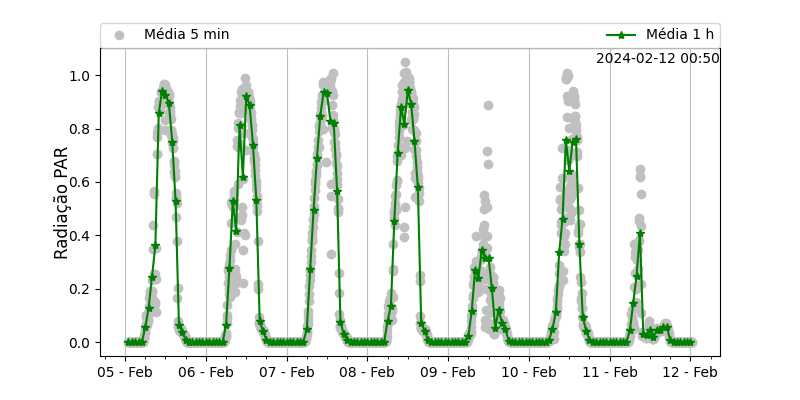 Média 5 min
Média 1 h
2024-02-12 00:50
Radiação PAR
1.0
0.8
0.6
0.4
0.2
0.0
05 - Feb 06 - Feb 07 - Feb 08 - Feb 09 - Feb 10 - Feb 11 - Feb 12 - Feb